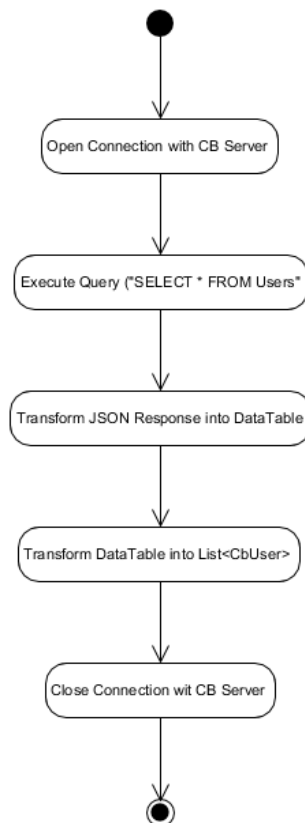 Open Connection with CB Server
Execute Query ("SELECT * FROM Users"
Transform JSON Response into DataTable
Transform DataTable into List<CbUser>
Close Connection wit CB Server